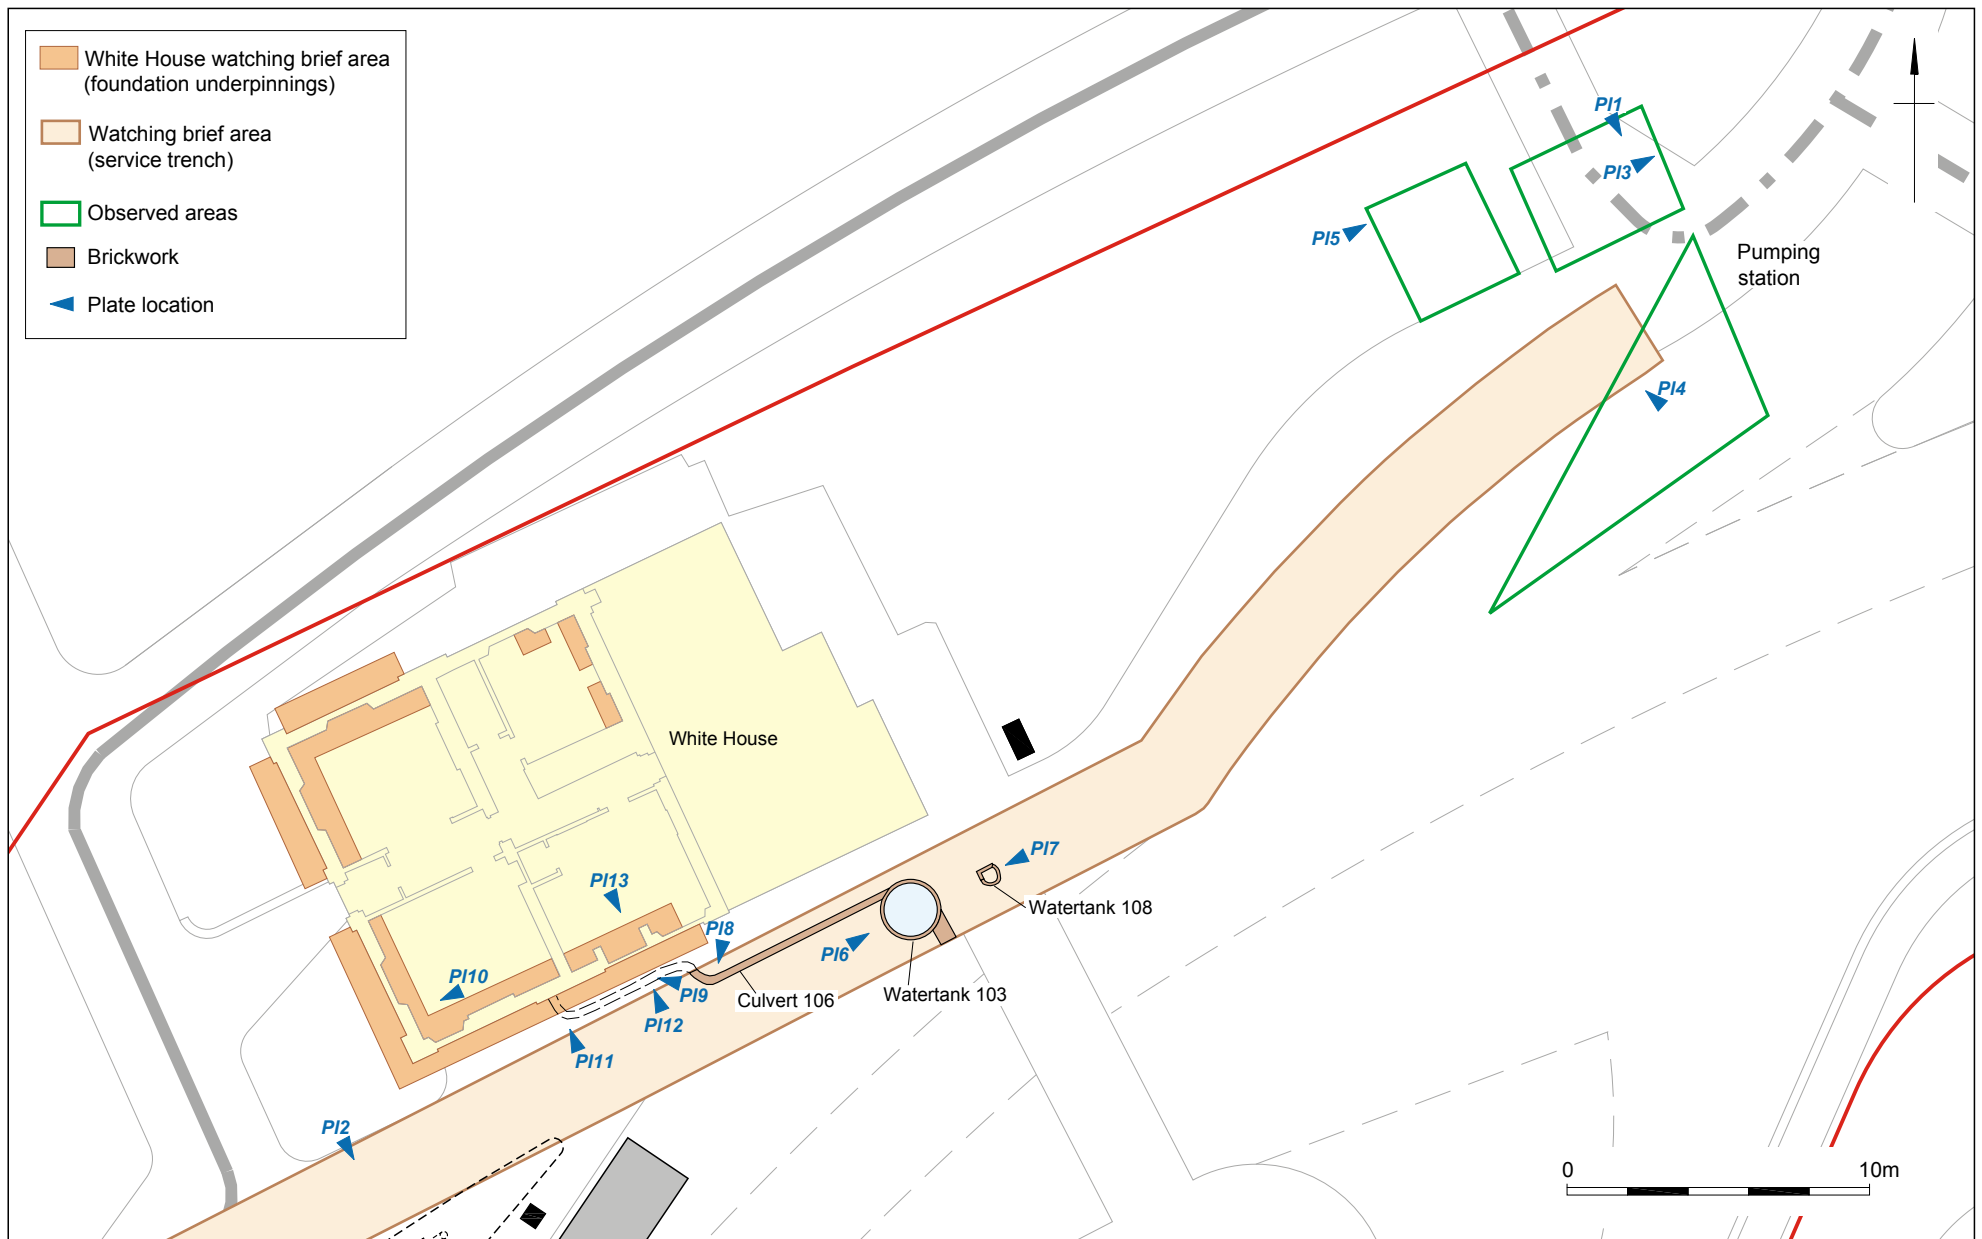 White House watching brief area
(foundation underpinnings)
Watching brief area
(service trench)
Observed areas
Brickwork
Plate location
Pl1
Pl3
Pl5
Pumping
station
Pl4
White House
Pl7
Pl13
Watertank 108
Pl8
Pl6
Pl10
Pl9
Watertank 103
Culvert 106
Pl12
Pl11
Pl2
0 10m